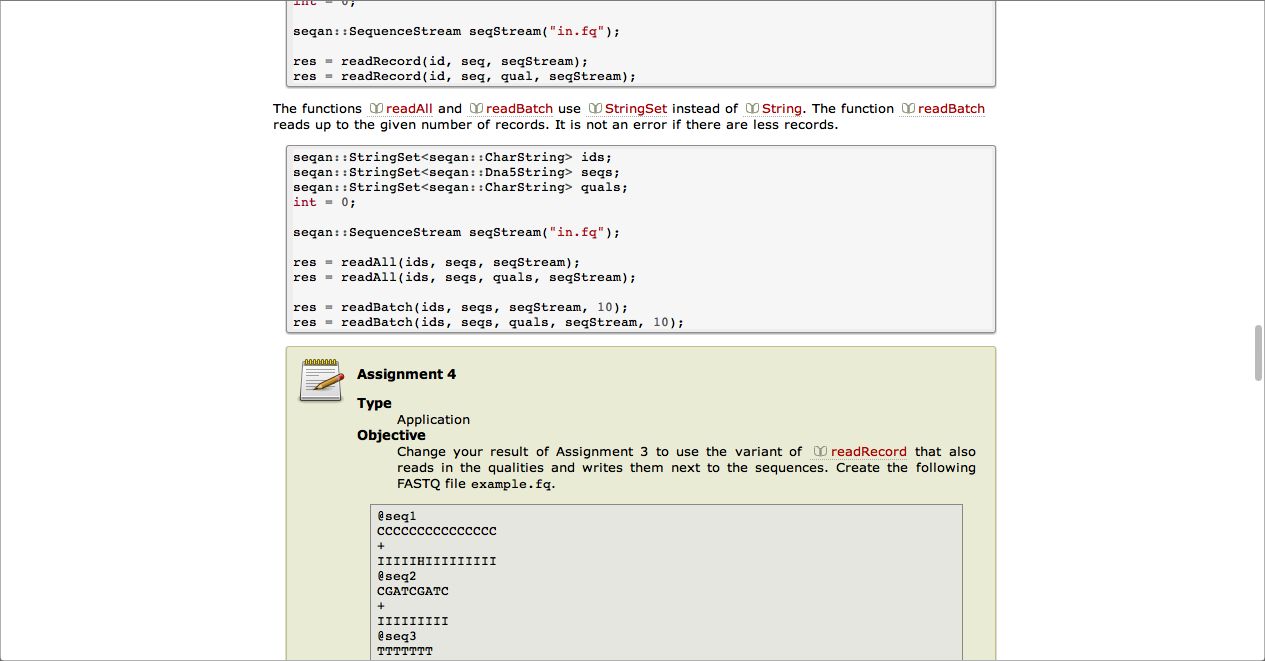 int = 0;
seqan::SequenceStream seqStream("in.fq");
res = readRecord(id, seq, seqStream);
res = readRecord(id, seq, qual, seqStream);
The functions readAll and readBatch use StringSet instead of String. The function readBatch
reads up to the given number of records. It is not an error if there are less records.
seqan::StringSet<seqan::CharString> ids;
seqan::StringSet<seqan::Dna5String> seqs;
seqan::StringSet<seqan::CharString> quals;
int = 0;
seqan::SequenceStream seqStream("in.fq");
res = readAll(ids, seqs, seqStream);
res = readAll(ids, seqs, quals, seqStream);
res = readBatch(ids, seqs, seqStream, 10);
res = readBatch(ids, seqs, quals, seqStream, 10);
Assignment 4
Type
Application
Objective
Change your result of Assignment 3 to use the variant of readRecord that also
reads in the qualities and writes them next to the sequences. Create the following
FASTQ file example.fq.
@seq1
CCCCCCCCCCCCCCC
+
IIIIIHIIIIIIIII
@seq2
CGATCGATC
+
IIIIIIIII
@seq3
TTTTTTT